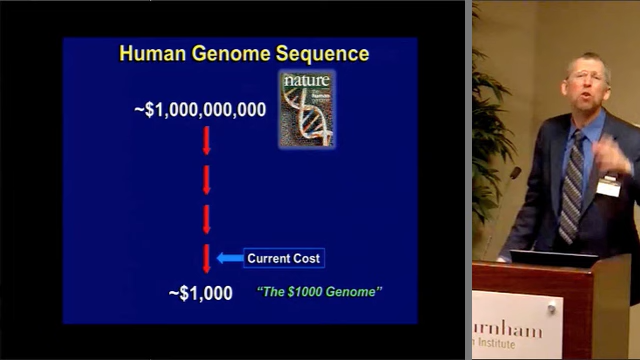 Human Genome Sequence
~$1,000,000,000
nature
Current Cost
~$1,000
"The $1000 Genome"
urnham
Institute